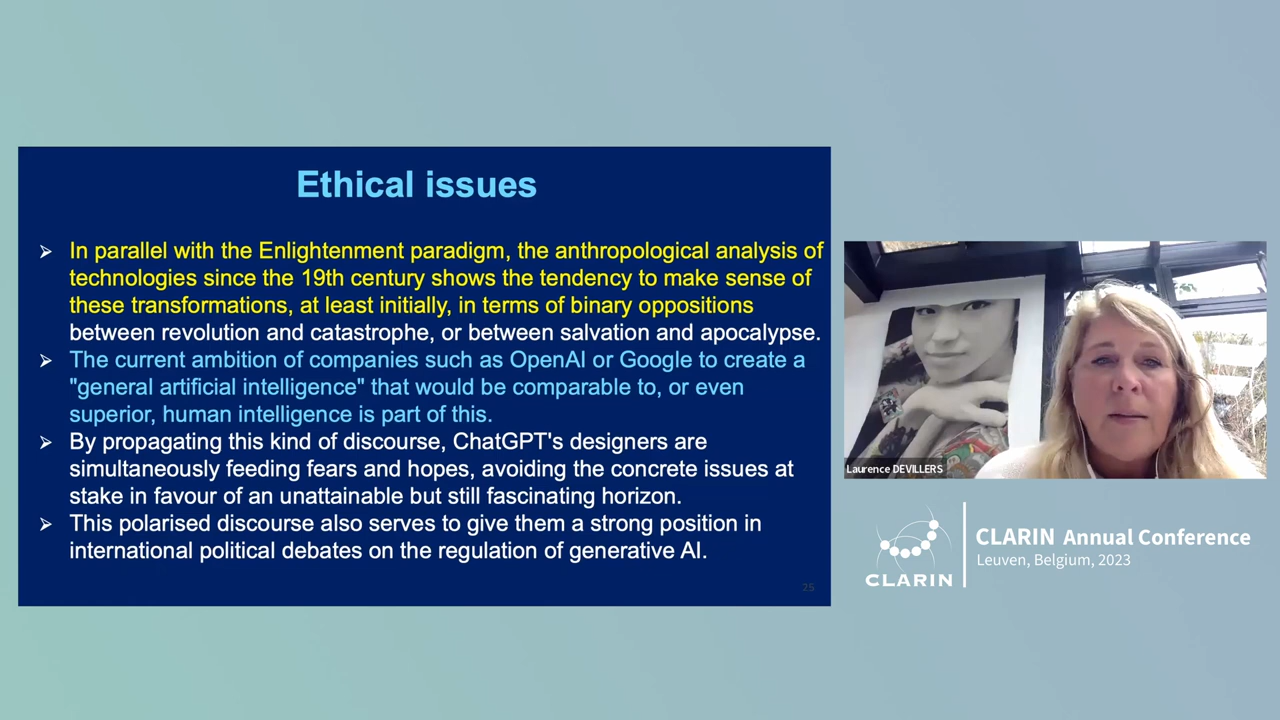 Ethical issues
➢ In parallel with the Enlightenment paradigm, the anthropological analysis of
technologies since the 19th century shows the tendency to make sense of
these transformations, at least initially, in terms of binary oppositions
between revolution and catastrophe, or between salvation and apocalypse.
➢ The current ambition of companies such as OpenAI or Google to create a
"general artificial intelligence" that would be comparable to, or even
superior, human intelligence is part of this.
➢ By propagating this kind of discourse, ChatGPT's designers are
simultaneously feeding fears and hopes, avoiding the concrete issues at
stake in favour of an unattainable but still fascinating horizon.
➢ This polarised discourse also serves to give them a strong position in
international political debates on the regulation of generative AI.
25
Laurence DEVILLERS
CLARIN
CLARIN Annual Conference
Leuven, Belgium, 2023